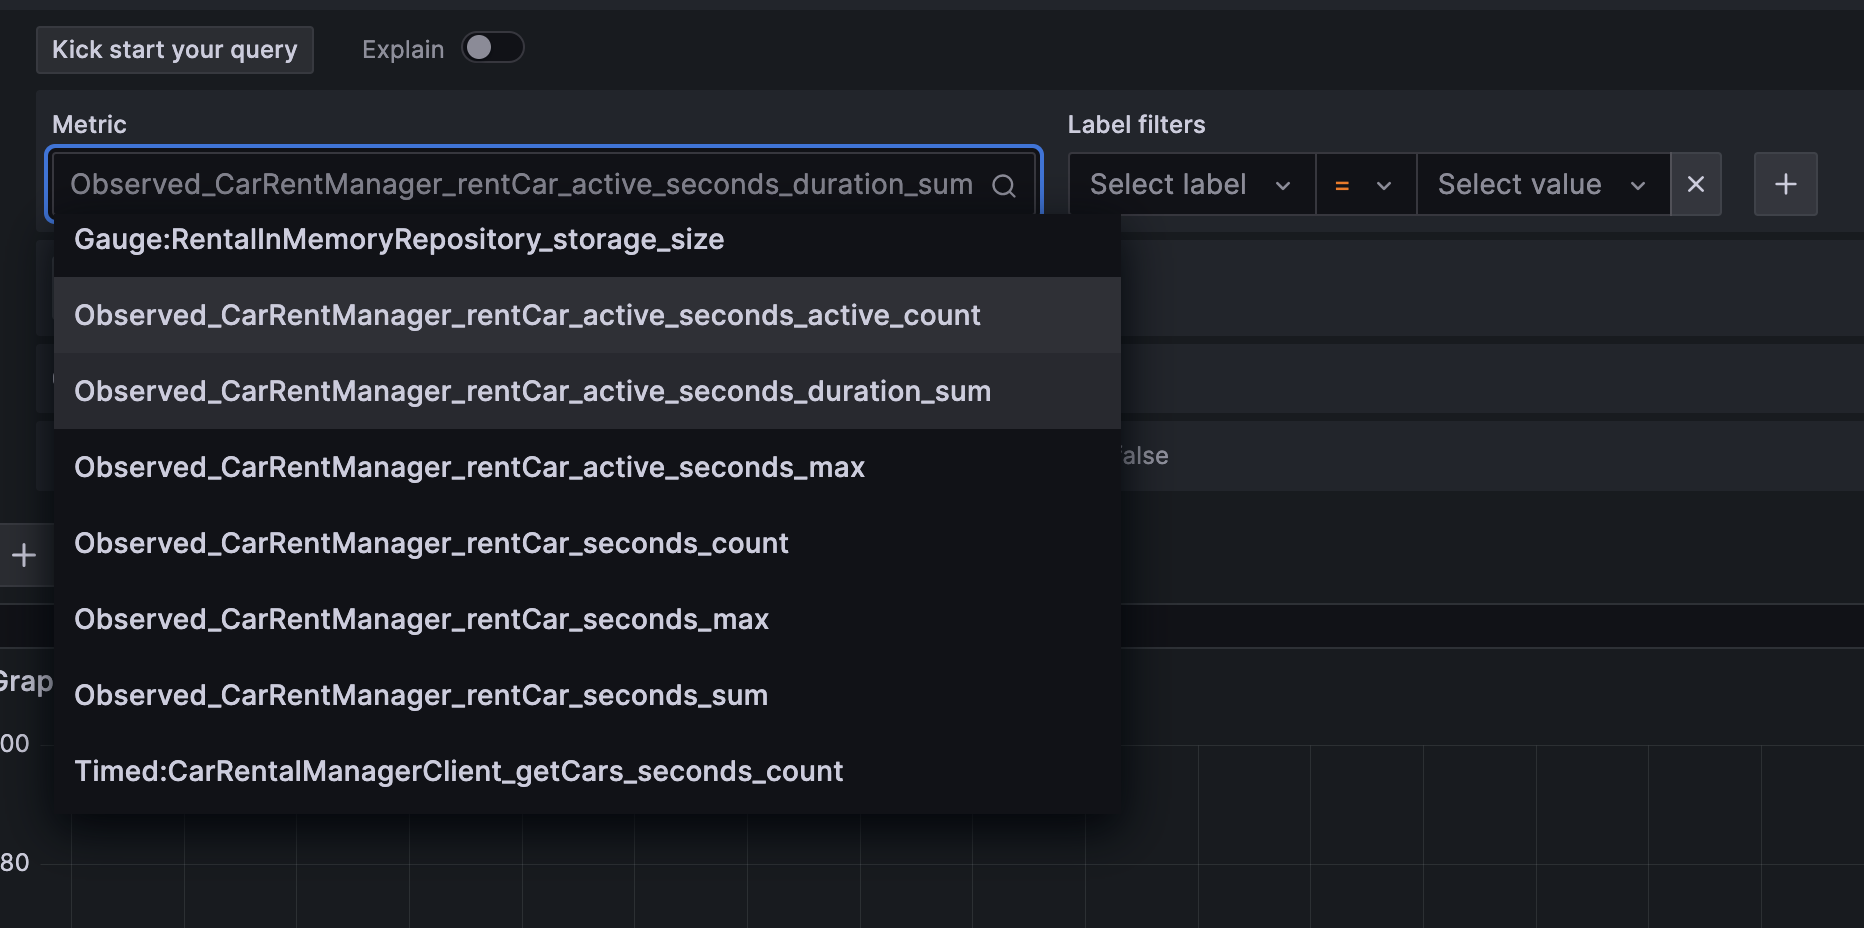 Kick start your query
Explain
Metric
Label filters
Observed_CarRentManager_rentCar_active_seconds_duration_sum
Select label
=
Select value
Gauge:RentalInMemoryRepository_storage_size
Observed_CarRentManager_rentCar_active_seconds_active_count
Observed_CarRentManager_rentCar_active_seconds_duration_sum
Observed_CarRentManager_rentCar_active_seconds_max
alse
Observed_CarRentManager_rentCar_seconds_count
Observed_CarRentManager_rentCar_seconds_max
Observed_CarRentManager_rentCar_seconds_sum
Grap
Timed:CarRentalManagerClient_getCars_seconds_count
00
80